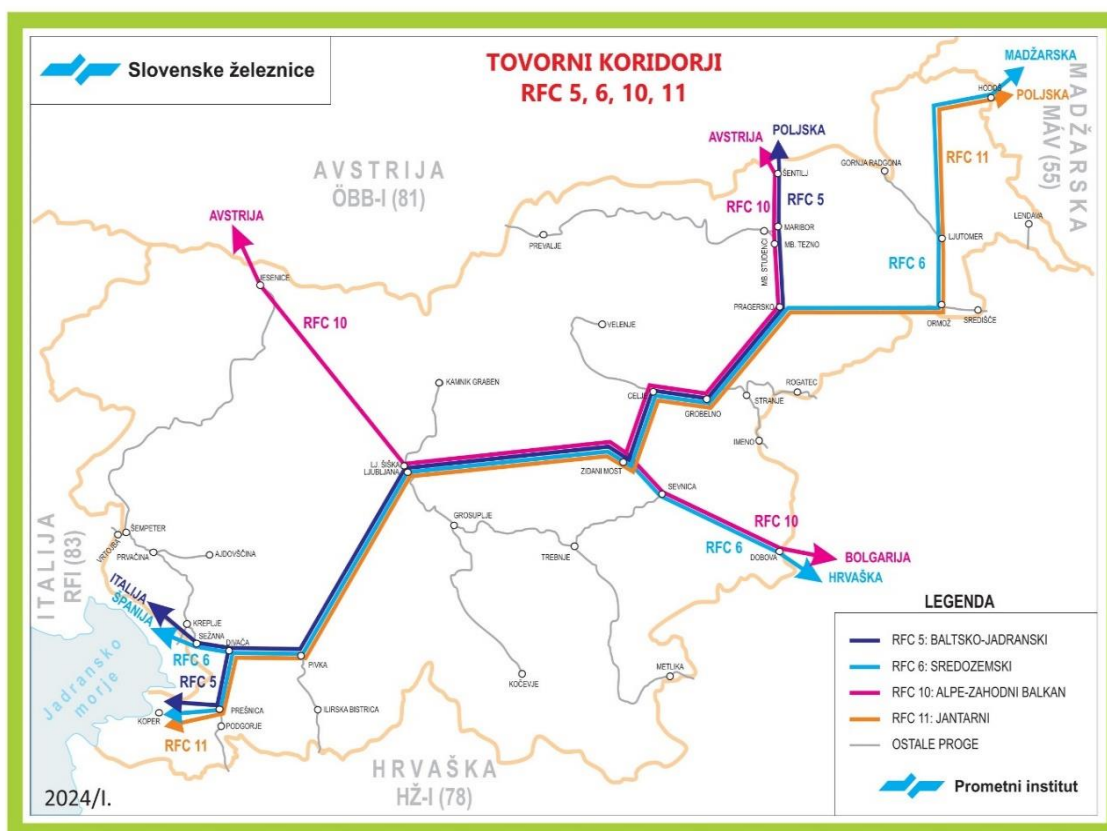 Slovenske železnice
TOVORNI KORIDORJI
RFC 5, 6, 10, 11
MADŽARSKA
HODOŠ
POLJSKA
MADŽARSKA
MÁV (55)
AVSTRIJA
ÖBB-I (81)
AVSTRIJA
POLJSKA
ŠENTILJ
GORNJA RADGONA
RFC 11
RFC 10
RFC 5
AVSTRIJA
PREVALJE
MARIBOR
MB. TEZNO
MB. STUDENCI
LJUTOMER
LENDAVA
RFC 6
JESENICE
PRAGERSKO
ORMOŽ
SREDIŠČE
RFC 10
VELENJE
KAMNIK GRABEN
CELJE
GROBELNO
ROGATEC
STRANJE
IMENO
LJ. ŠIŠKA
LJUBLJANA
ZIDANI MOST
SEVNICA
GROSUPLJE
TREBNJE
RFC 10
RFC 6
DOBOVA
BOLGARIJA
HRVAŠKA
ITALIJA
RFI (83)
ŠEMPETER
VRTOJBA
PRVAČINA
AJDOVŠČINA
ITALIJA
ŠPANIJA
KREPLJE
SEŽANA
DIVAČA
RFC 6
PIVKA
RFC 5
KOPER
PREŠNICA
PODGORJE
RFC 11
ILIRSKA BISTRICA
KOČEVJE
METLIKA
Jadransko
morje
HRVAŠKA
HŽ-I (78)
LEGENDA
RFC 5: BALTSKO-JADRANSKI
RFC 6: SREDOZEMSKI
RFC 10: ALPE-ZAHODNI BALKAN
RFC 11: JANTARNI
OSTALE PROGE
Prometni institut
2024/I.